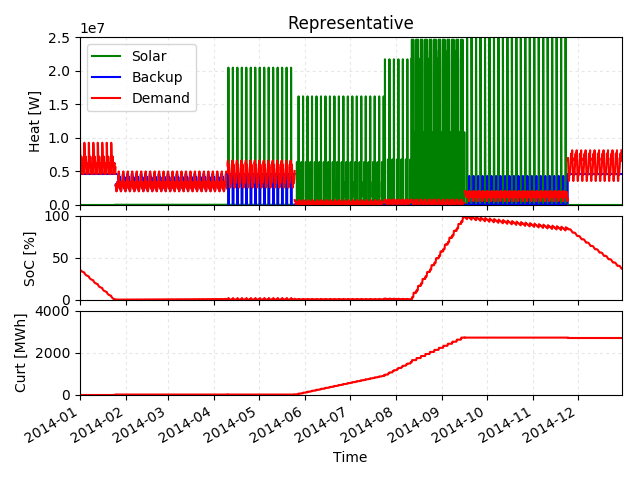 Representative
1e7
Heat [W]
2.5
2.0
1.5
1.0
0.5
0.0
Solar
Backup
Demand
SoC [%]
100
50
0
Curt [MWh]
4000
2000
0
2014-01
2014-02
2014-03
2014-04
2014-05
2014-06
2014-07
2014-08
2014-09
2014-10
2014-11
2014-12
Time